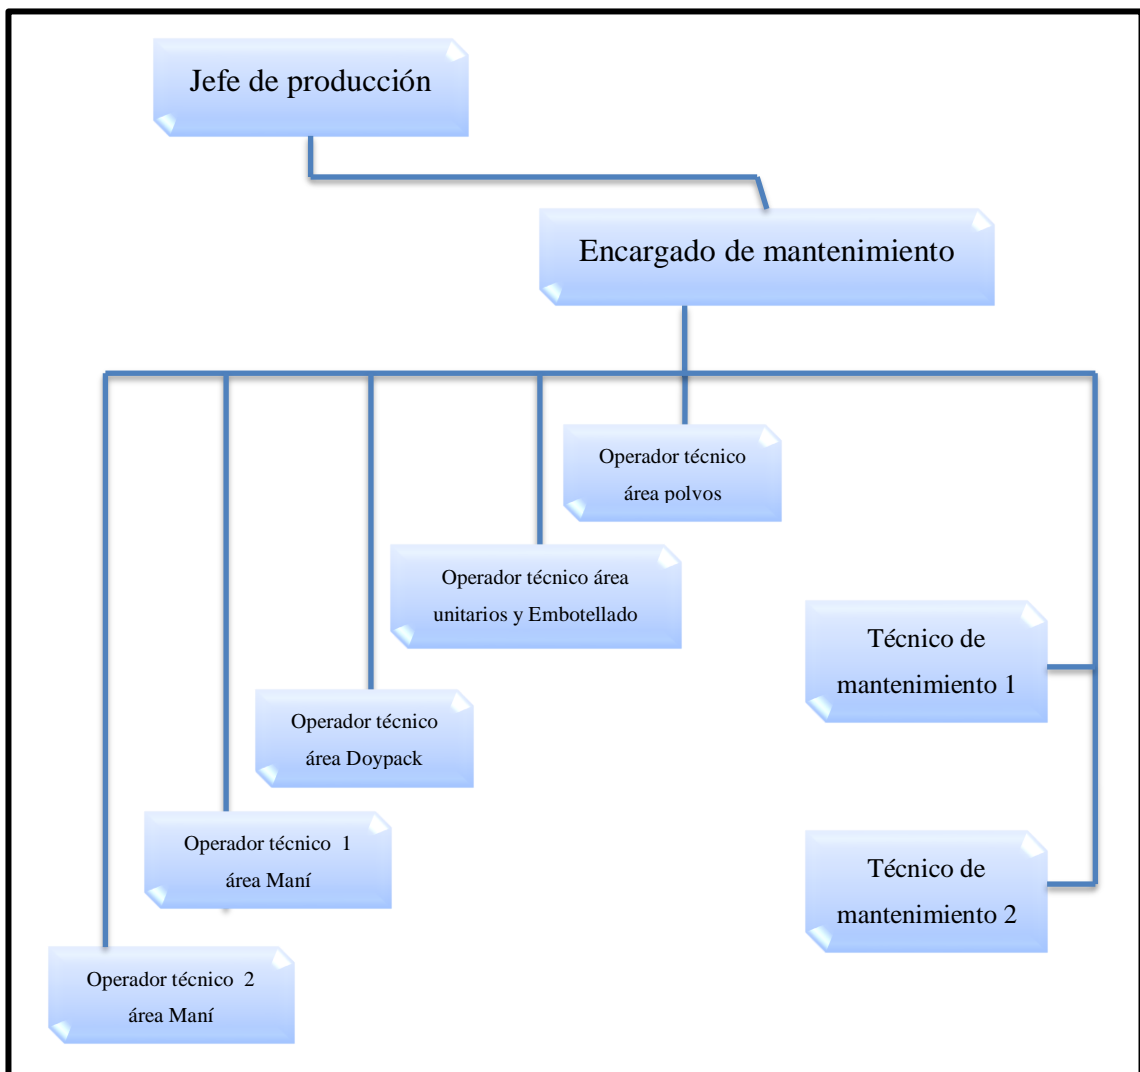 Jefe de producción
Encargado de mantenimiento
Operador técnico
área polvos
Operador técnico área
unitarios y Embotellado
Técnico de
mantenimiento 1
Operador técnico
área Doypack
Operador técnico  1
área Maní
Técnico de
mantenimiento 2
Operador técnico  2
área Maní